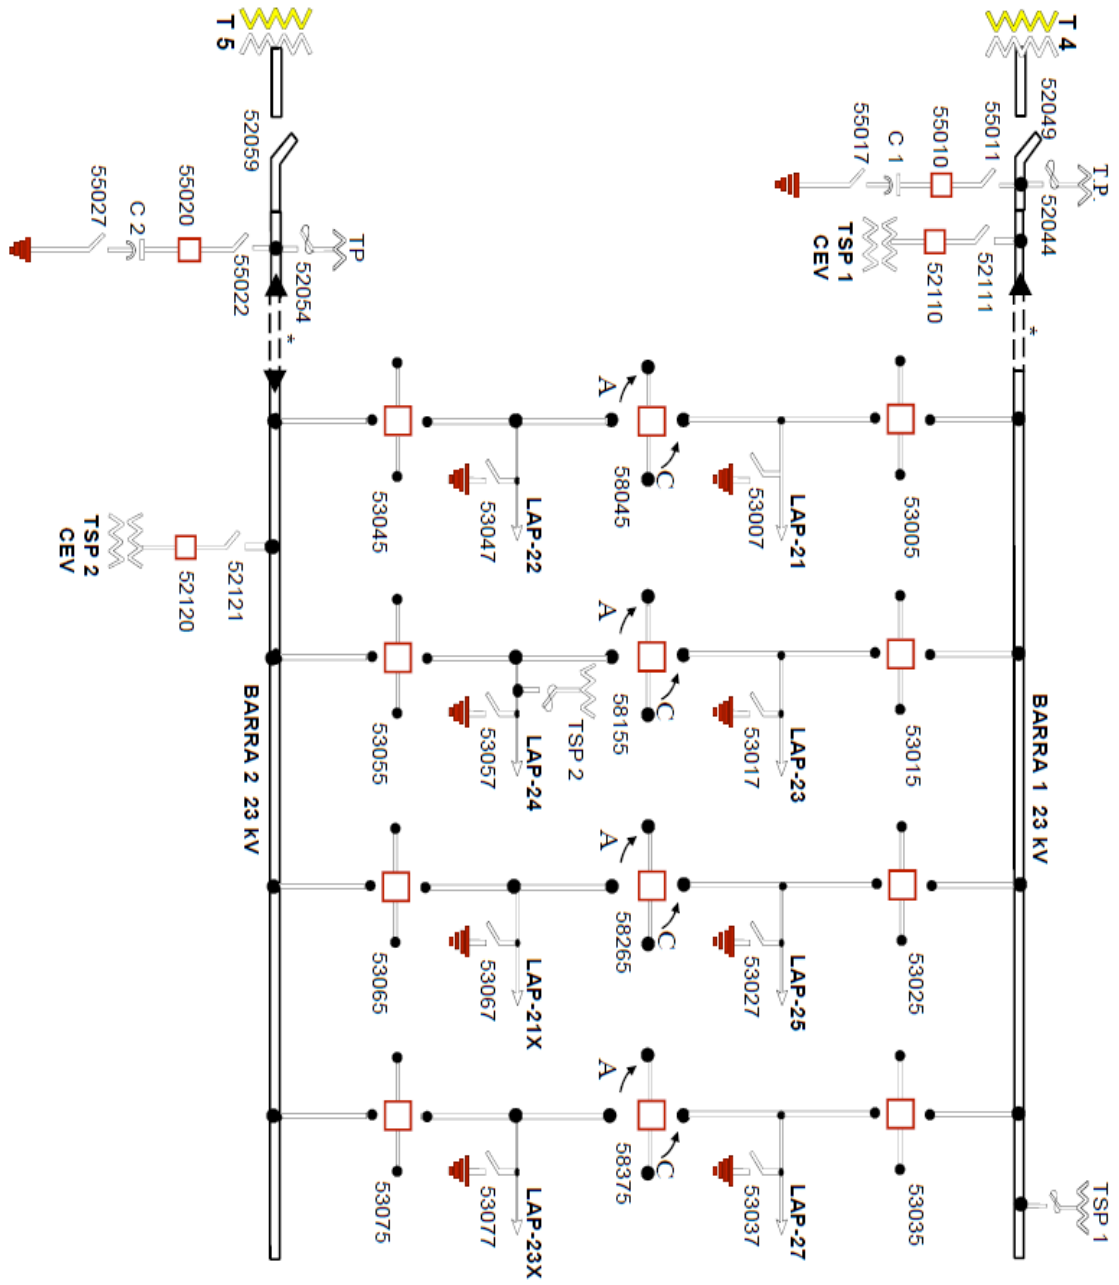 T.P.
TSP 1
T 4
52049
52044
*
BARRA 1 23 kV
55011
52111
55010
52110
C 1
55017
TSP 1
CEV
53005
53015
53025
53035
LAP-21
LAP-23
LAP-25
LAP-27
53007
53017
53027
53037
C
C
C
C
58045
58155
58265
58375
A
A
A
A
TSP 2
LAP-22
LAP-24
LAP-21X
LAP-23X
53047
53057
53067
53077
53045
53055
53065
53075
TP
52054
*
T 5
52059
BARRA 2 23 kV
55022
52121
55020
52120
C 2
55027
TSP 2
CEV